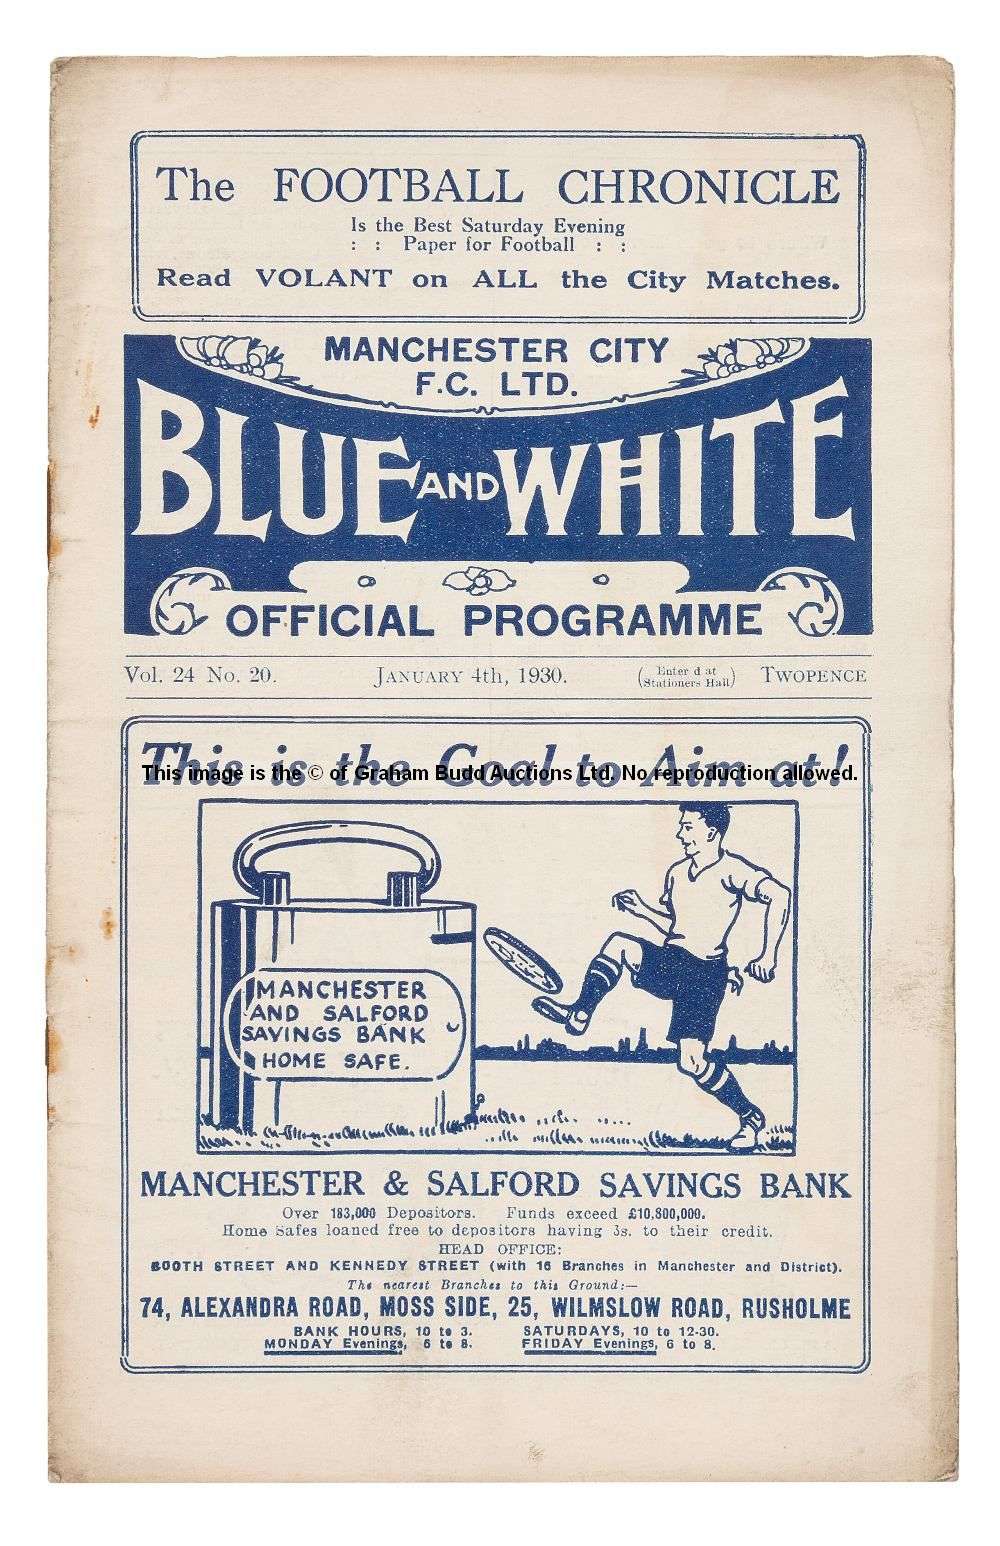 The FOOTBALL CHRONICLE
Is the Best Saturday Evening
: : Paper for Football : :
Read VOLANT on ALL the City Matches.
MANCHESTER CITY
F.C. LTD.
BLUE AND WHITE
OFFICIAL PROGRAMME
Vol. 24 No. 20. JANUARY 4th, 1930. (Enter d at Stationers Hall) TWOPENCE
This is the Goal to Aim at!
This image is the © of Graham Budd Auctions Ltd. No reproduction allowed.
MANCHESTER
AND SALFORD
SAVINGS BANK
HOME SAFE.
MANCHESTER & SALFORD SAVINGS BANK
Over 183,000 Depositors. Funds exceed £10,800,000.
Home Safes loaned free to depositors having 3s. to their credit.
HEAD OFFICE:
BOOTH STREET AND KENNEDY STREET (with 16 Branches in Manchester and District).
The nearest Branches to this Ground:—
74, ALEXANDRA ROAD, MOSS SIDE, 25, WILMSLOW ROAD, RUSHOLME
BANK HOURS, 10 to 3. SATURDAYS, 10 to 12-30.
MONDAY Evenings, 6 to 8. FRIDAY Evenings, 6 to 8.